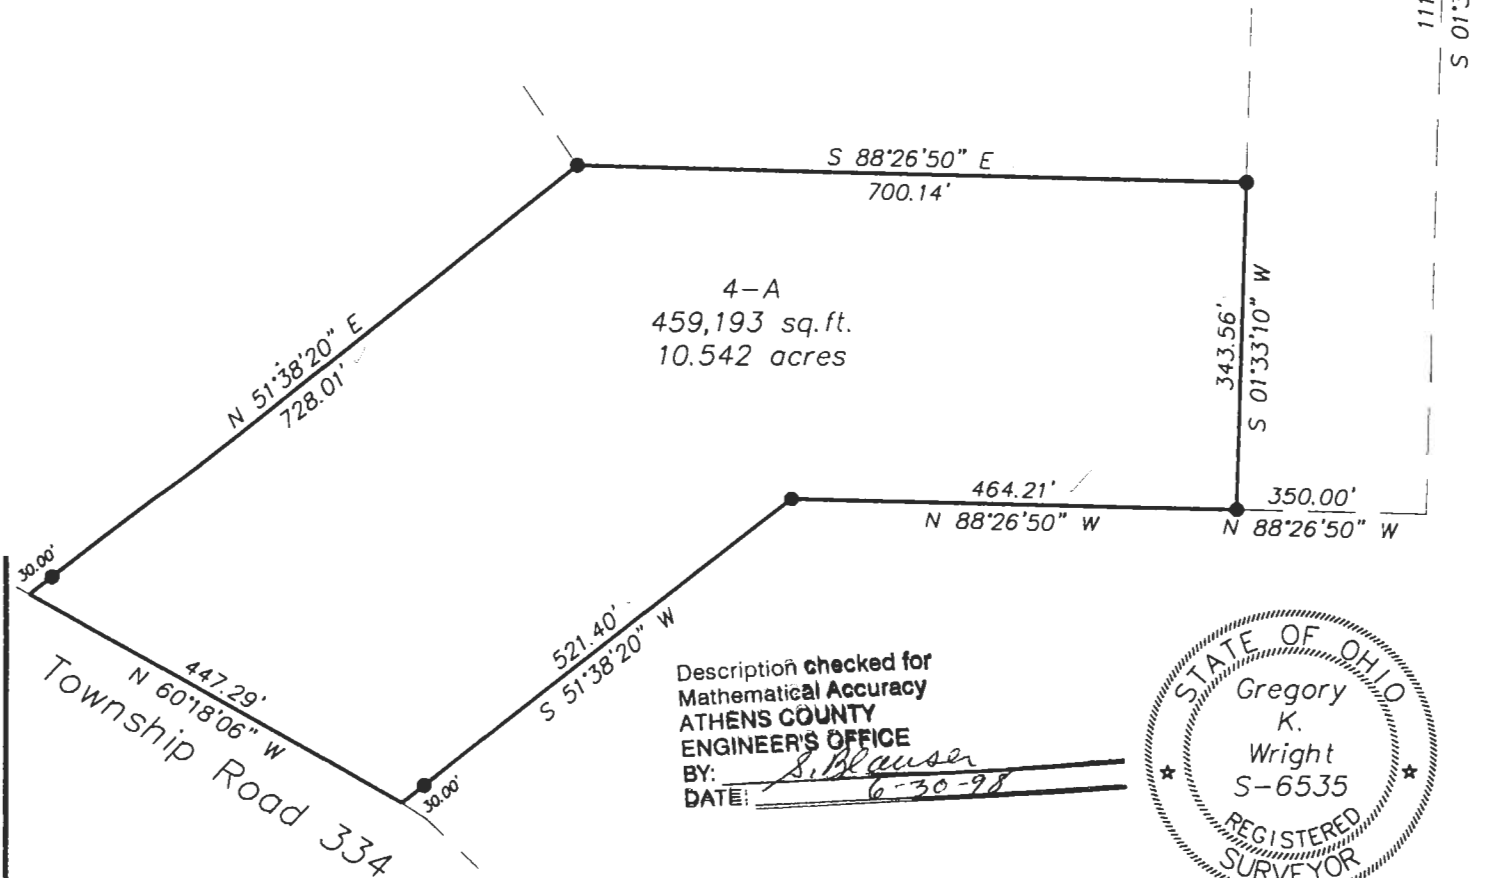 S 01°3
S 88°26'50" E
700.14'
4-A
459,193 sq.ft.
10.542 acres
N 51°38'20" E
728.01'
343.56'
S 01°33'10" W
464.21'
N 88°26'50" W
350.00'
N 88°26'50" W
30.00'
447.29'
N 60°18'06" W
Township Road 334
521.40'
S 51°38'20" W
30.00'
Description checked for
Mathematical Accuracy
ATHENS COUNTY
ENGINEER'S OFFICE
BY: S. Blauser
DATE: 6-30-98
STATE OF OHIO
Gregory
K.
Wright
S-6535
REGISTERED
SURVEYOR